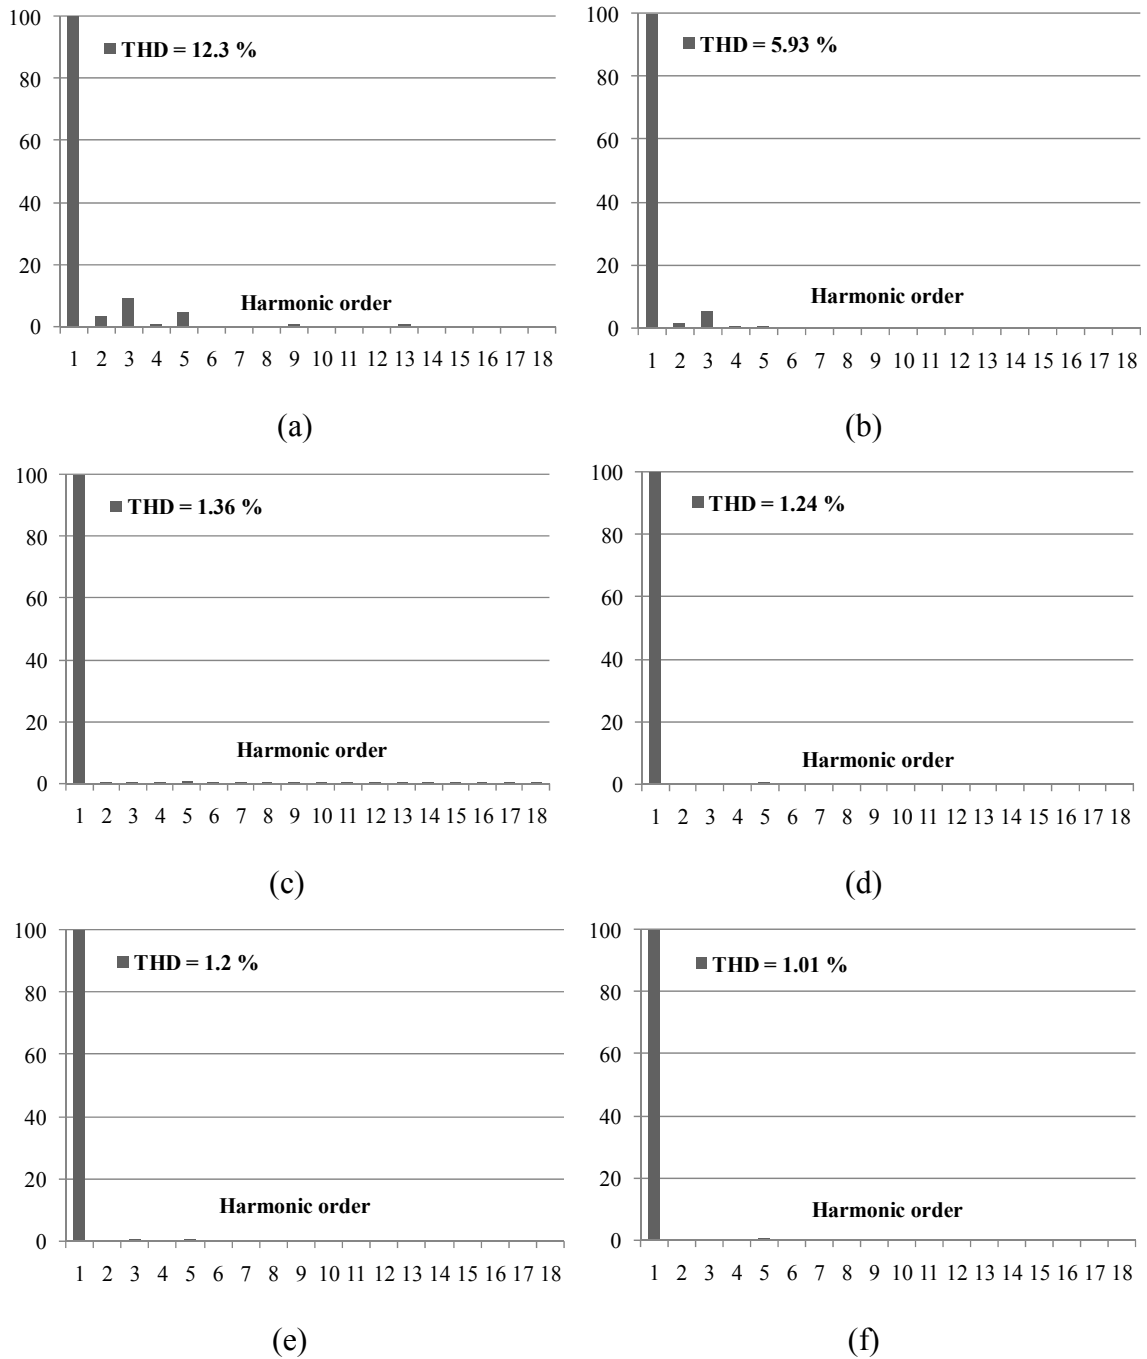 100
THD = 12.3 %
80
60
40
20
Harmonic order
0
1 2 3 4 5 6 7 8 9 10 11 12 13 14 15 16 17 18
(a)
100
THD = 5.93 %
80
60
40
20
Harmonic order
0
1 2 3 4 5 6 7 8 9 10 11 12 13 14 15 16 17 18
(b)
100
THD = 1.36 %
80
60
40
20
Harmonic order
0
1 2 3 4 5 6 7 8 9 10 11 12 13 14 15 16 17 18
(c)
100
THD = 1.24 %
80
60
40
20
Harmonic order
0
1 2 3 4 5 6 7 8 9 10 11 12 13 14 15 16 17 18
(d)
100
THD = 1.2 %
80
60
40
20
Harmonic order
0
1 2 3 4 5 6 7 8 9 10 11 12 13 14 15 16 17 18
(e)
100
THD = 1.01 %
80
60
40
20
Harmonic order
0
1 2 3 4 5 6 7 8 9 10 11 12 13 14 15 16 17 18
(f)